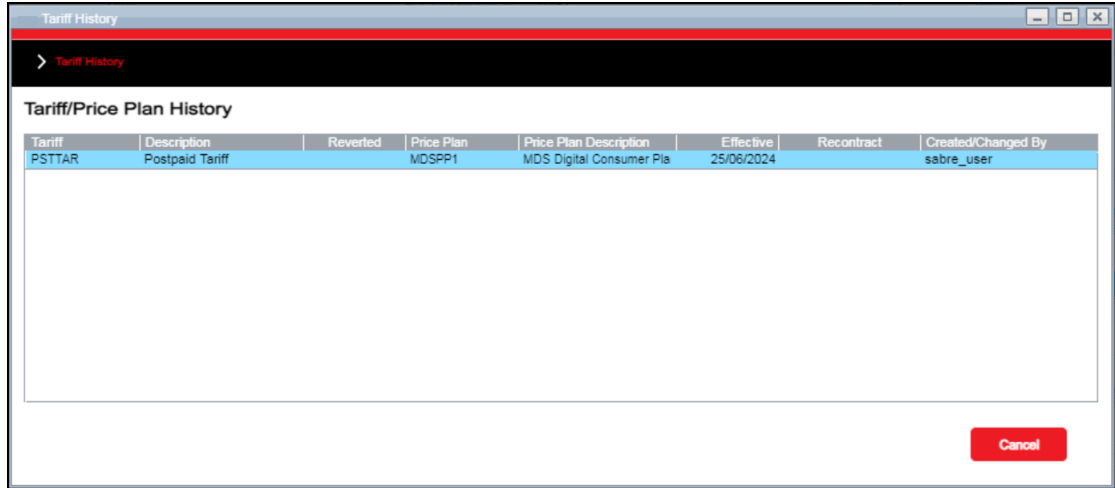 Tariff History
Tariff History
Tariff/Price Plan History
Tariff Description Reverted Price Plan Price Plan Description Effective Recontract Created/Changed By
PSTTAR Postpaid Tariff MDSPP1 MDS Digital Consumer Pla 25/06/2024 sabre_user
Cancel